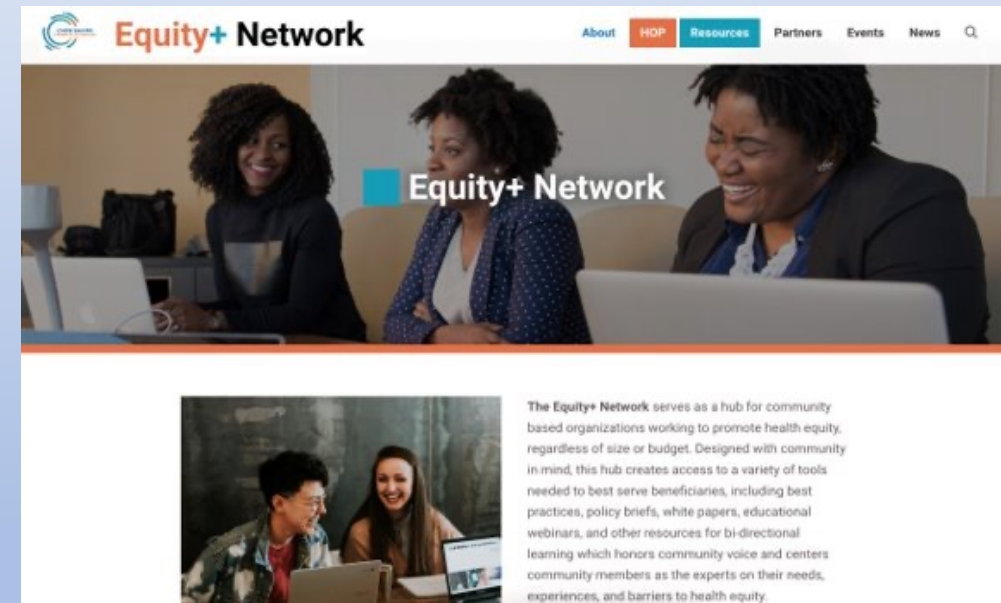 Equity+ Network
About HOP Resources Partners Events News
Equity+ Network
The Equity+ Network serves as a hub for community
based organizations working to promote health equity,
regardless of size or budget. Designed with community
in mind, this hub creates access to a variety of tools
needed to best serve beneficiaries, including best
practices, policy briefs, white papers, educational
webinars, and other resources for bi-directional
learning which honors community voice and centers
community members as the experts on their needs,
experiences, and barriers to health equity.